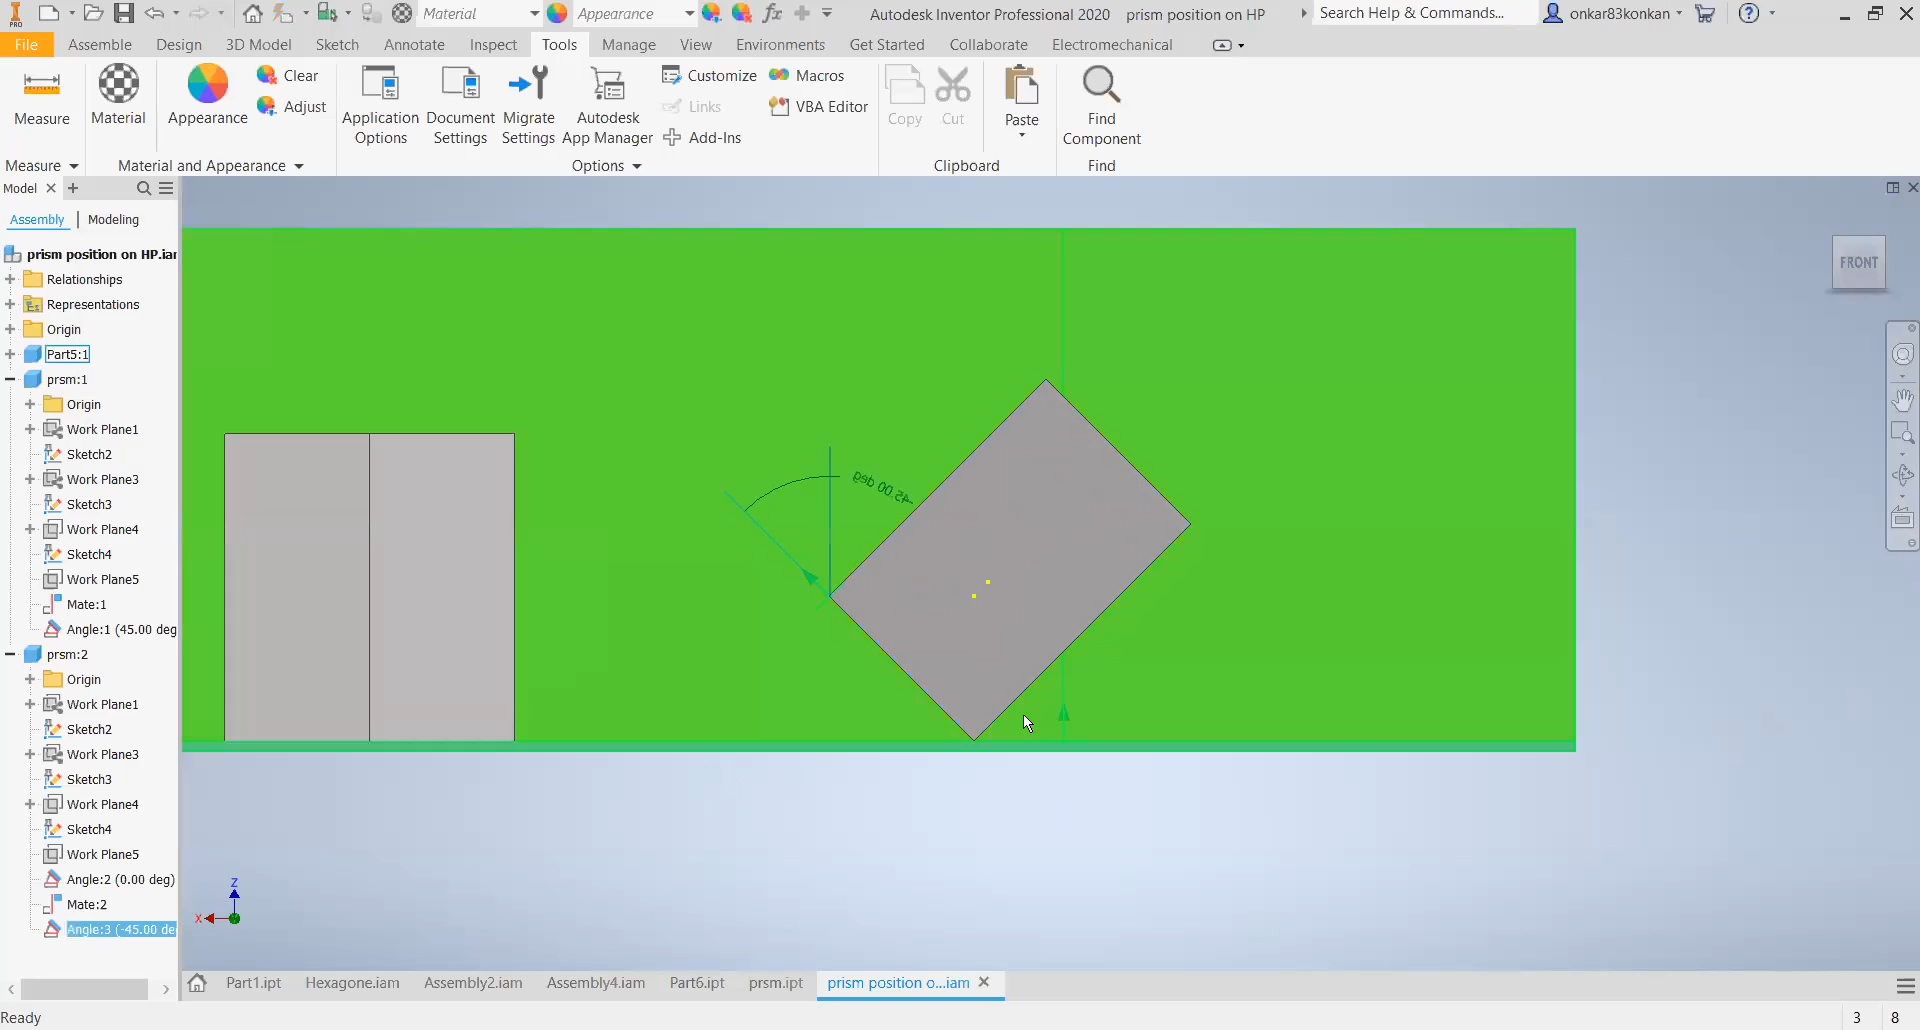 PRO Material Appearance fx Autodesk Inventor Professional 2020 prism position on HP Search Help & Commands... onkar83konkan
File Assemble Design 3D Model Sketch Annotate Inspect Tools Manage View Environments Get Started Collaborate Electromechanical
Measure
Material
Appearance
Clear
Adjust
Application Options
Document Settings
Migrate Settings
Autodesk App Manager
Customize
Links
Add-Ins
Macros
VBA Editor
Copy
Cut
Paste
Find Component
Measure
Material and Appearance
Options
Clipboard
Find
Model
Assembly | Modeling
prism position on HP.iar
Relationships
Representations
Origin
Part5:1
prsm:1
Origin
Work Plane1
Sketch2
Work Plane3
Sketch3
Work Plane4
Sketch4
Work Plane5
Mate:1
Angle:1 (45.00 deg
prsm:2
Origin
Work Plane1
Sketch2
Work Plane3
Sketch3
Work Plane4
Sketch4
Work Plane5
Angle:2 (0.00 deg)
Mate:2
Angle:3 (-45.00 de
-45.00 deg
FRONT
Z
X
Part1.ipt Hexagone.iam Assembly2.iam Assembly4.iam Part6.ipt prsm.ipt prism position o...iam
Ready
3 8